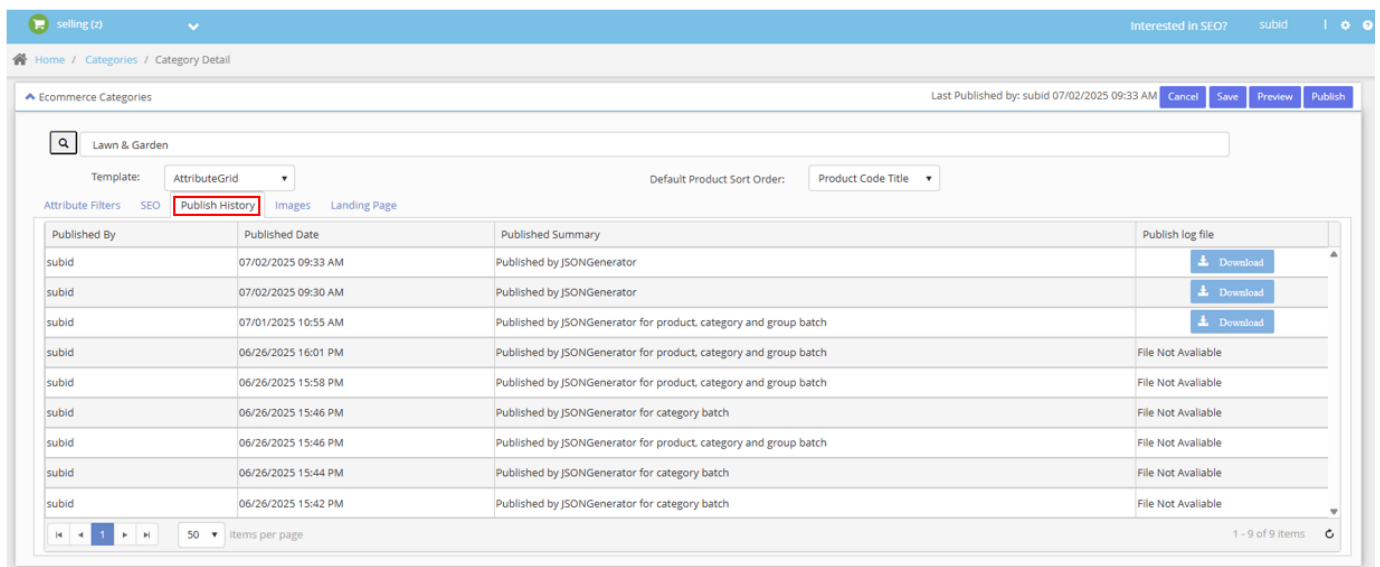 selling (z) Interested in SEO? subid
Home / Categories / Category Detail
Ecommerce Categories Last Published by: subid 07/02/2025 09:33 AM Cancel Save Preview Publish
Lawn & Garden
Template: AttributeGrid Default Product Sort Order: Product Code Title
Attribute Filters SEO Publish History Images Landing Page
Published By Published Date Published Summary Publish log file
subid 07/02/2025 09:33 AM Published by JSONGenerator Download
subid 07/02/2025 09:30 AM Published by JSONGenerator Download
subid 07/01/2025 10:55 AM Published by JSONGenerator for product, category and group batch Download
subid 06/26/2025 16:01 PM Published by JSONGenerator for product, category and group batch File Not Avaliable
subid 06/26/2025 15:58 PM Published by JSONGenerator for product, category and group batch File Not Avaliable
subid 06/26/2025 15:46 PM Published by JSONGenerator for category batch File Not Avaliable
subid 06/26/2025 15:46 PM Published by JSONGenerator for product, category and group batch File Not Avaliable
subid 06/26/2025 15:44 PM Published by JSONGenerator for category batch File Not Avaliable
subid 06/26/2025 15:42 PM Published by JSONGenerator for category batch File Not Avaliable
1 50 items per page 1 - 9 of 9 items